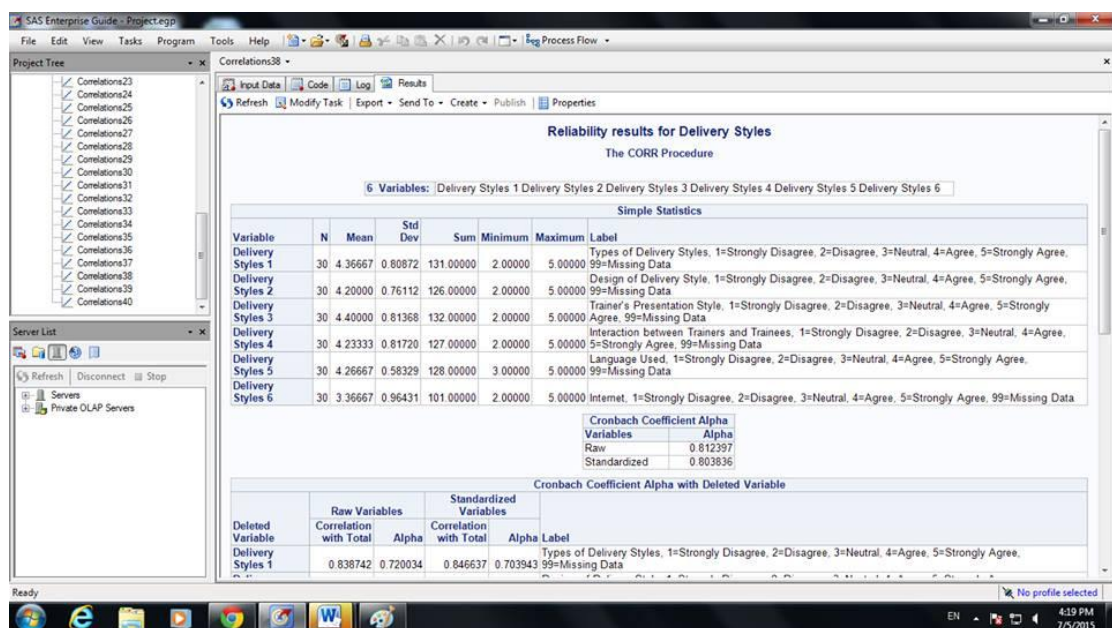 SAS Enterprise Guide - Project.egp
File Edit View Tasks Program Tools Help Process Flow
Project Tree
Correlations23
Correlations24
Correlations25
Correlations26
Correlations27
Correlations28
Correlations29
Correlations30
Correlations31
Correlations32
Correlations33
Correlations34
Correlations35
Correlations36
Correlations37
Correlations38
Correlations39
Correlations40
Server List
Refresh Disconnect Stop
Servers
Private OLAP Servers
Correlations38
Input Data Code Log Results
Refresh Modify Task Export Send To Create Publish Properties
Reliability results for Delivery Styles
The CORR Procedure
6 Variables: Delivery Styles 1 Delivery Styles 2 Delivery Styles 3 Delivery Styles 4 Delivery Styles 5 Delivery Styles 6
Simple Statistics
Variable N Mean Std Dev Sum Minimum Maximum Label
Delivery Styles 1 30 4.36667 0.80872 131.00000 2.00000 5.00000 Types of Delivery Styles, 1=Strongly Disagree, 2=Disagree, 3=Neutral, 4=Agree, 5=Strongly Agree, 99=Missing Data
Delivery Styles 2 30 4.20000 0.76112 126.00000 2.00000 5.00000 Design of Delivery Style, 1=Strongly Disagree, 2=Disagree, 3=Neutral, 4=Agree, 5=Strongly Agree, 99=Missing Data
Delivery Styles 3 30 4.40000 0.81368 132.00000 2.00000 5.00000 Trainer's Presentation Style, 1=Strongly Disagree, 2=Disagree, 3=Neutral, 4=Agree, 5=Strongly Agree, 99=Missing Data
Delivery Styles 4 30 4.23333 0.81720 127.00000 2.00000 5.00000 Interaction between Trainers and Trainees, 1=Strongly Disagree, 2=Disagree, 3=Neutral, 4=Agree, 5=Strongly Agree, 99=Missing Data
Delivery Styles 5 30 4.26667 0.58329 128.00000 3.00000 5.00000 Language Used, 1=Strongly Disagree, 2=Disagree, 3=Neutral, 4=Agree, 5=Strongly Agree, 99=Missing Data
Delivery Styles 6 30 3.36667 0.96431 101.00000 2.00000 5.00000 Internet, 1=Strongly Disagree, 2=Disagree, 3=Neutral, 4=Agree, 5=Strongly Agree, 99=Missing Data
Cronbach Coefficient Alpha
Variables Alpha
Raw 0.812397
Standardized 0.803836
Cronbach Coefficient Alpha with Deleted Variable
Raw Variables Standardized Variables
Deleted Variable Correlation with Total Alpha Correlation with Total Alpha Label
Delivery Styles 1 0.838742 0.720034 0.846637 0.703943 Types of Delivery Styles, 1=Strongly Disagree, 2=Disagree, 3=Neutral, 4=Agree, 5=Strongly Agree, 99=Missing Data
Ready
No profile selected
EN 4:19 PM
7/5/2015